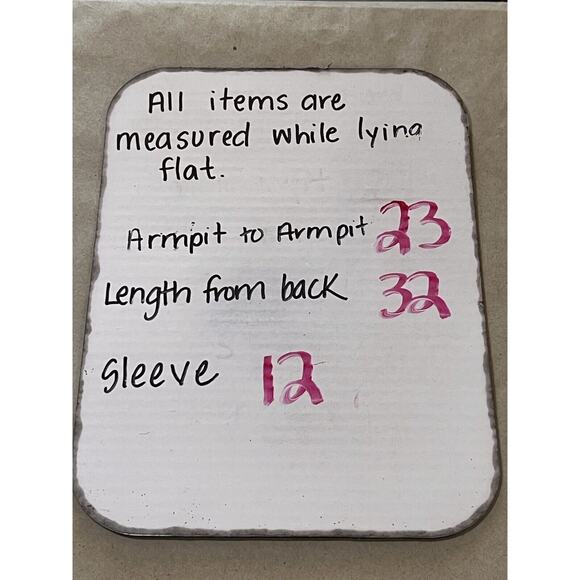 All items are
measured while lying
flat.
Armpit to Armpit 23
Length from back 32
Sleeve 12